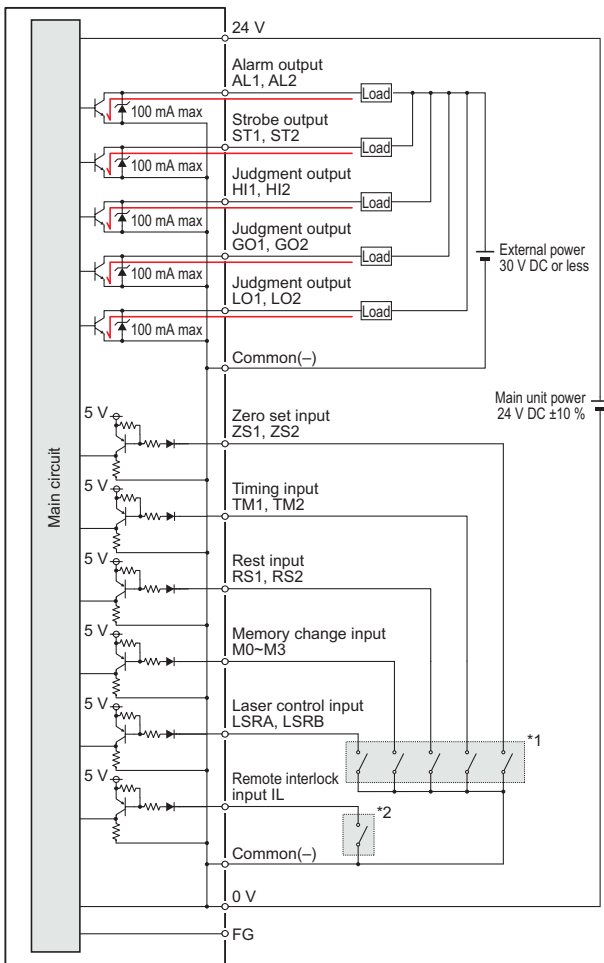 24 V
Alarm output
AL1, AL2
Load
100 mA max
Strobe output
ST1, ST2
Load
100 mA max
Judgment output
HI1, HI2
Load
100 mA max
Judgment output
GO1, GO2
Load
External power
30 V DC or less
100 mA max
Judgment output
LO1, LO2
Load
100 mA max
Common(–)
Main unit power
24 V DC ±10 %
Main circuit
5 V
Zero set input
ZS1, ZS2
5 V
Timing input
TM1, TM2
5 V
Rest input
RS1, RS2
5 V
Memory change input
M0~M3
5 V
Laser control input
LSRA, LSRB
*1
5 V
Remote interlock
input IL
*2
Common(–)
0 V
FG